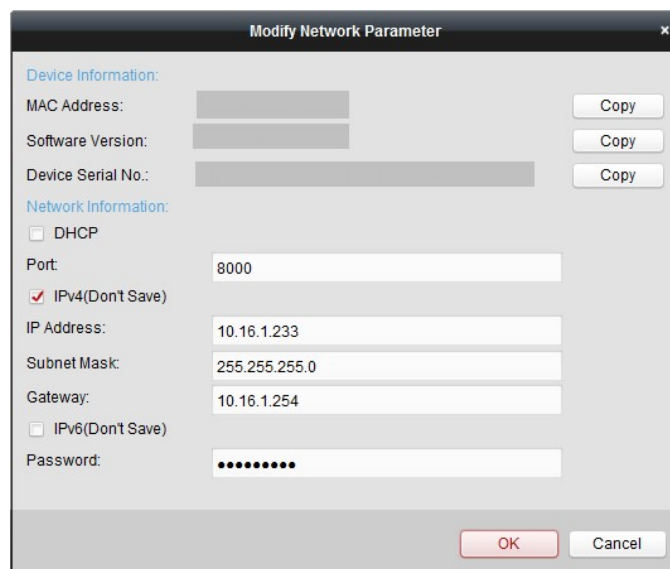 Modify Network Parameter ×
Device Information:
MAC Address: Copy
Software Version: Copy
Device Serial No.: Copy
Network Information:
DHCP
Port: 8000
IPv4(Don't Save)
IP Address: 10.16.1.233
Subnet Mask: 255.255.255.0
Gateway: 10.16.1.254
IPv6(Don't Save)
Password: ●●●●●●●●●
OK Cancel